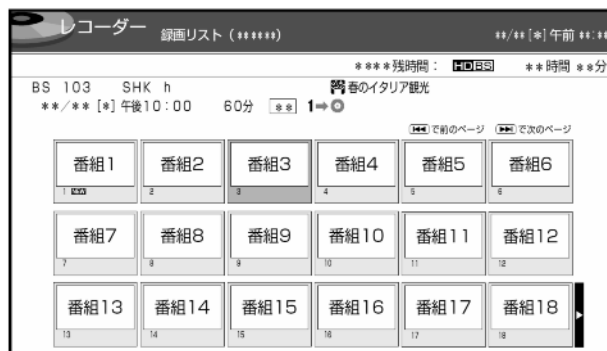 レコーダー 録画リスト（******） **/**[*]午前 **:**
****残時間： HD BS **時間 **分
BS 103 SHK h 春のイタリア観光
**/** [*] 午後10:00 60分 ** 1➡
⏮で前のページ ⏭で次のページ
番組1 番組2 番組3 番組4 番組5 番組6
1 NEW 2 3 4 5 6
番組7 番組8 番組9 番組10 番組11 番組12
7 8 9 10 11 12
番組13 番組14 番組15 番組16 番組17 番組18
13 14 15 16 17 18